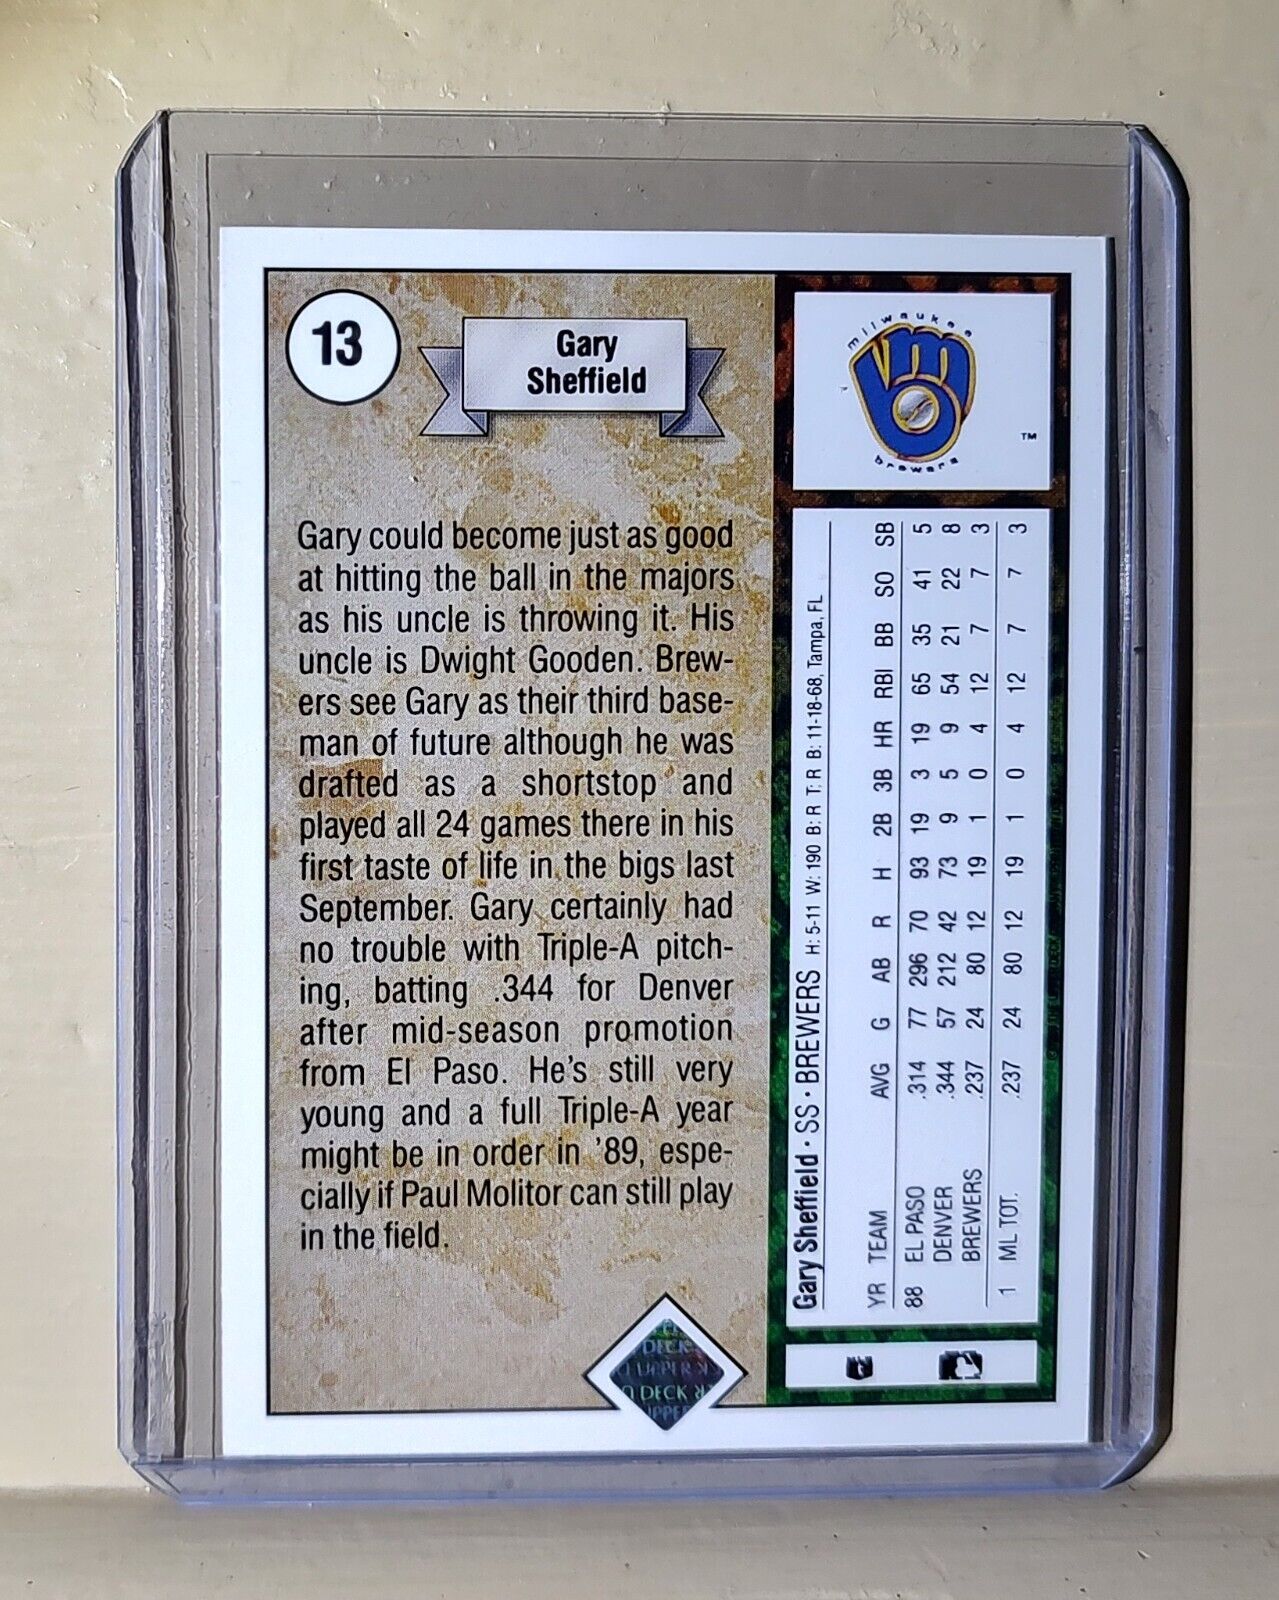 13
Gary
Sheffield
Gary could become just as good
at hitting the ball in the majors
as his uncle is throwing it. His
uncle is Dwight Gooden. Brew-
ers see Gary as their third base-
man of future although he was
drafted as a shortstop and
played all 24 games there in his
first taste of life in the bigs last
September. Gary certainly had
no trouble with Triple-A pitch-
ing, batting .344 for Denver
after mid-season promotion
from El Paso. He's still very
young and a full Triple-A year
might be in order in '89, espe-
cially if Paul Molitor can still play
in the field.
milwaukee
brewers
TM
Gary Sheffield · SS · BREWERS H: 5-11 W: 190 B: R T: R B: 11-18-68, Tampa, FL
YR TEAM AVG G AB R H 2B 3B HR RBI BB SO SB
88 EL PASO .314 77 296 70 93 19 3 19 65 35 41 5
DENVER .344 57 212 42 73 9 5 9 54 21 22 8
BREWERS .237 24 80 12 19 1 0 4 12 7 7 3
1 ML TOT. .237 24 80 12 19 1 0 4 12 7 7 3
DECK
UPPER
DECK
UPPE